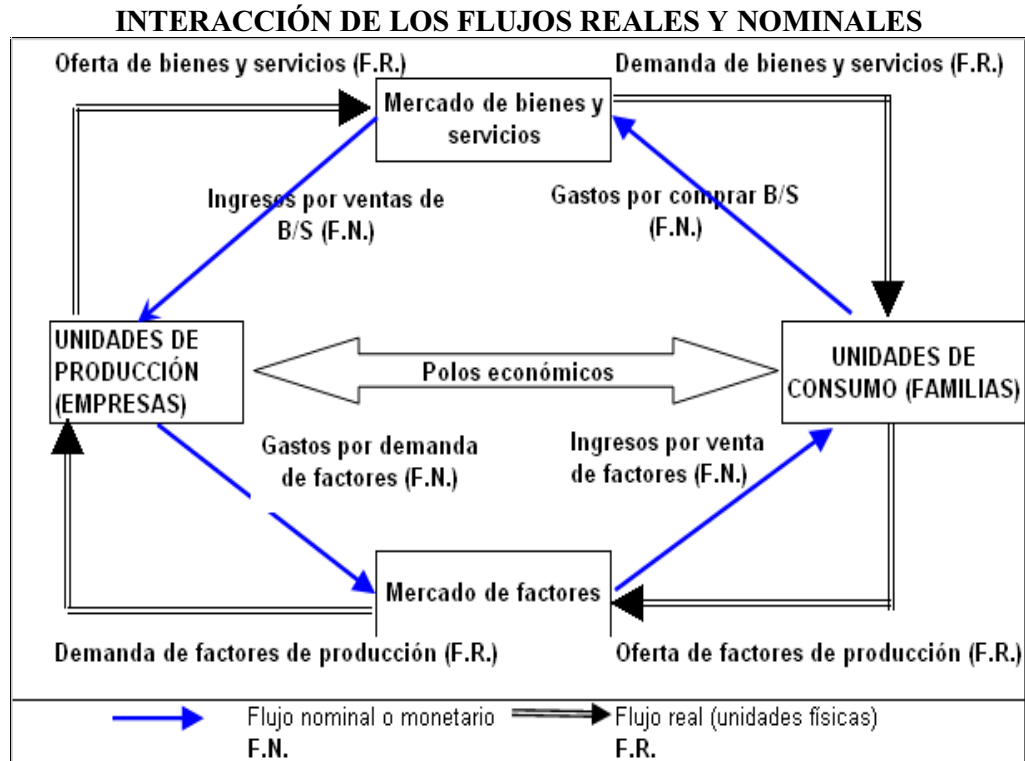 INTERACCIÓN DE LOS FLUJOS REALES Y NOMINALES
Oferta de bienes y servicios (F.R.)
Demanda de bienes y servicios (F.R.)
Mercado de bienes y
servicios
Ingresos por ventas de
B/S (F.N.)
Gastos por comprar B/S
(F.N.)
UNIDADES DE
PRODUCCIÓN
(EMPRESAS)
Polos económicos
UNIDADES DE
CONSUMO (FAMILIAS)
Gastos por demanda
de factores (F.N.)
Ingresos por venta
de factores (F.N.)
Mercado de factores
Demanda de factores de producción (F.R.)
Oferta de factores de producción (F.R.)
Flujo nominal o monetario
F.N.
Flujo real (unidades físicas)
F.R.